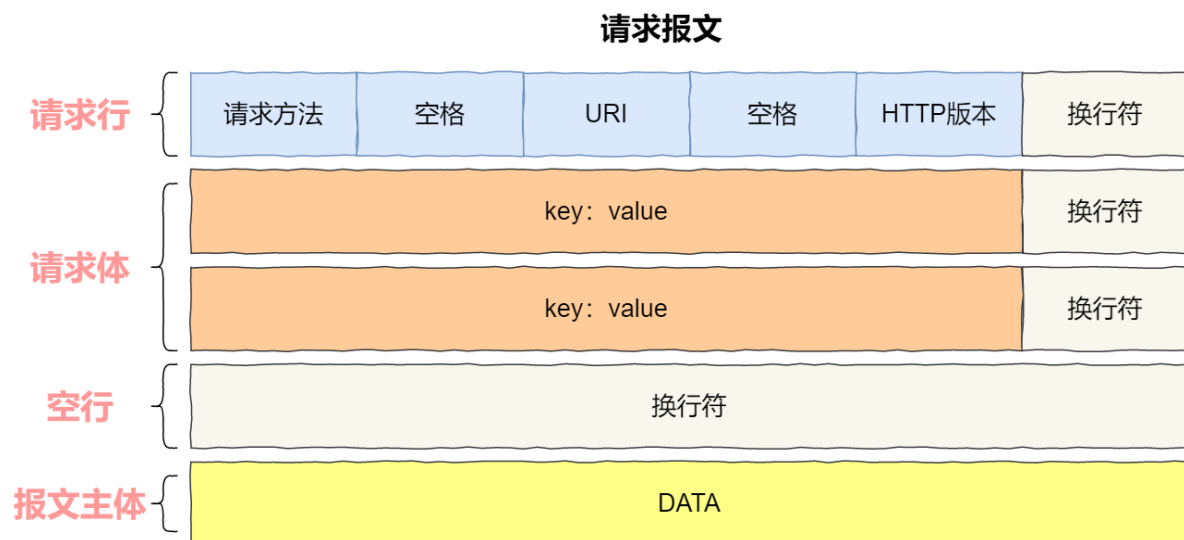 请求报文
请求行 请求方法 空格 URI 空格 HTTP版本 换行符
key：value 换行符
请求体
key：value 换行符
空行 换行符
报文主体 DATA